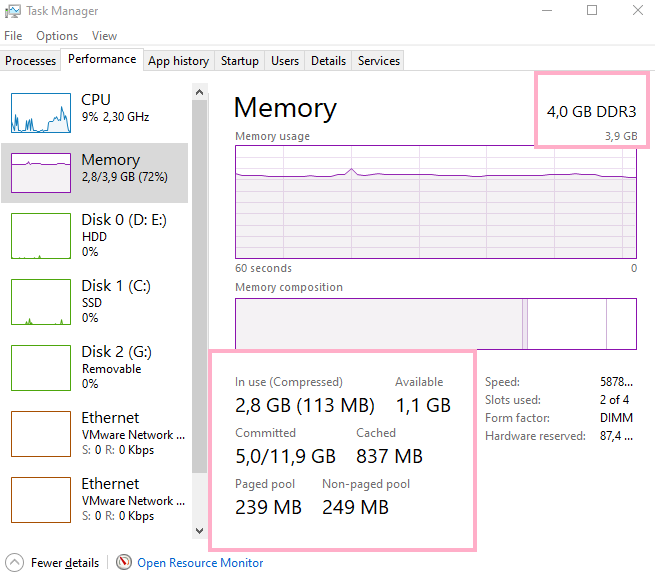 Task Manager
File Options View
Processes Performance App history Startup Users Details Services
CPU
9% 2,30 GHz
Memory
2,8/3,9 GB (72%)
Disk 0 (D: E:)
HDD
0%
Disk 1 (C:)
SSD
0%
Disk 2 (G:)
Removable
0%
Ethernet
VMware Network ...
S: 0 R: 0 Kbps
Ethernet
VMware Network ...
S: 0 R: 0 Kbps
Memory 4,0 GB DDR3
Memory usage 3,9 GB
60 seconds 0
Memory composition
In use (Compressed) Available
2,8 GB (113 MB) 1,1 GB
Committed Cached
5,0/11,9 GB 837 MB
Paged pool Non-paged pool
239 MB 249 MB
Speed: 5878...
Slots used: 2 of 4
Form factor: DIMM
Hardware reserved: 87,4 ...
Fewer details Open Resource Monitor